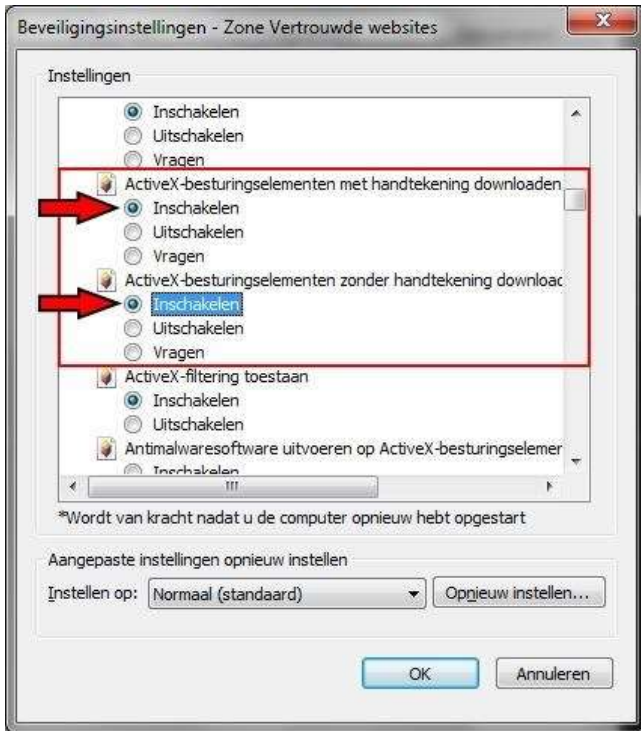 Beveiligingsinstellingen - Zone Vertrouwde websites
Instellingen
Inschakelen
Uitschakelen
Vragen
ActiveX-besturingselementen met handtekening downloaden
Inschakelen
Uitschakelen
Vragen
ActiveX-besturingselementen zonder handtekening downloac
Inschakelen
Uitschakelen
Vragen
ActiveX-filtering toestaan
Inschakelen
Uitschakelen
Antimalwaresoftware uitvoeren op ActiveX-besturingselemer
Inschakelen
*Wordt van kracht nadat u de computer opnieuw hebt opgestart
Aangepaste instellingen opnieuw instellen
Instellen op: Normaal (standaard) Opnieuw instellen...
OK Annuleren